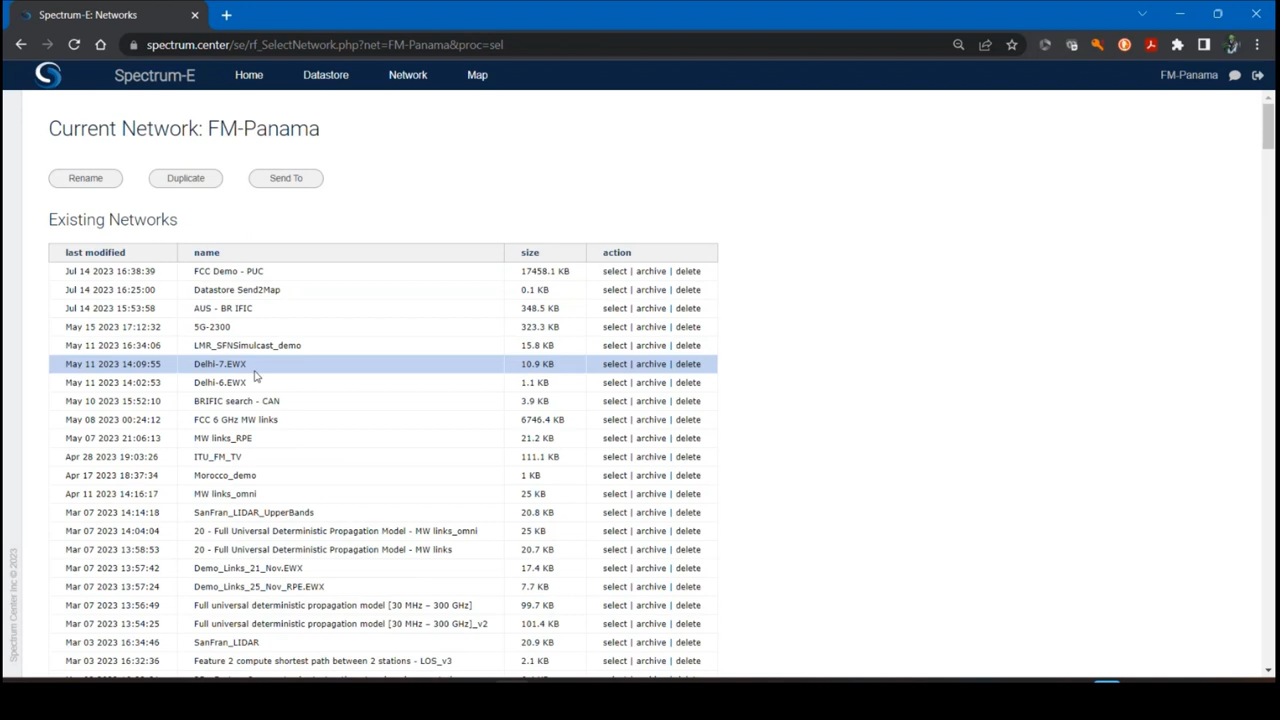 Spectrum-E: Networks
spectrum.center/se/rf_SelectNetwork.php?net=FM-Panama&proc=sel
Spectrum-E Home Datastore Network Map FM-Panama
Current Network: FM-Panama
Rename Duplicate Send To
Existing Networks
last modified name size action
Jul 14 2023 16:38:39 FCC Demo - PUC 17458.1 KB select | archive | delete
Jul 14 2023 16:25:00 Datastore Send2Map 0.1 KB select | archive | delete
Jul 14 2023 15:53:58 AUS - BR IFIC 348.5 KB select | archive | delete
May 15 2023 17:12:32 5G-2300 323.3 KB select | archive | delete
May 11 2023 16:34:06 LMR_SFNSimulcast_demo 15.8 KB select | archive | delete
May 11 2023 14:09:55 Delhi-7.EWX 10.9 KB select | archive | delete
May 11 2023 14:02:53 Delhi-6.EWX 1.1 KB select | archive | delete
May 10 2023 15:52:10 BRIFIC search - CAN 3.9 KB select | archive | delete
May 08 2023 00:24:12 FCC 6 GHz MW links 6746.4 KB select | archive | delete
May 07 2023 21:06:13 MW links_RPE 21.2 KB select | archive | delete
Apr 28 2023 19:03:26 ITU_FM_TV 111.1 KB select | archive | delete
Apr 17 2023 18:37:34 Morocco_demo 1 KB select | archive | delete
Apr 11 2023 14:16:17 MW links_omni 25 KB select | archive | delete
Mar 07 2023 14:14:18 SanFran_LIDAR_UpperBands 20.8 KB select | archive | delete
Mar 07 2023 14:04:04 20 - Full Universal Deterministic Propagation Model - MW links_omni 25 KB select | archive | delete
Mar 07 2023 13:58:53 20 - Full Universal Deterministic Propagation Model - MW links 20.7 KB select | archive | delete
Mar 07 2023 13:57:42 Demo_Links_21_Nov.EWX 17.4 KB select | archive | delete
Mar 07 2023 13:57:24 Demo_Links_25_Nov_RPE.EWX 7.7 KB select | archive | delete
Mar 07 2023 13:56:49 Full universal deterministic propagation model [30 MHz – 300 GHz] 99.7 KB select | archive | delete
Mar 07 2023 13:54:25 Full universal deterministic propagation model [30 MHz – 300 GHz]_v2 101.4 KB select | archive | delete
Mar 03 2023 16:34:46 SanFran_LIDAR 20.9 KB select | archive | delete
Mar 03 2023 16:32:36 Feature 2 compute shortest path between 2 stations - LOS_v3 2.1 KB select | archive | delete
Spectrum Center Inc © 2023